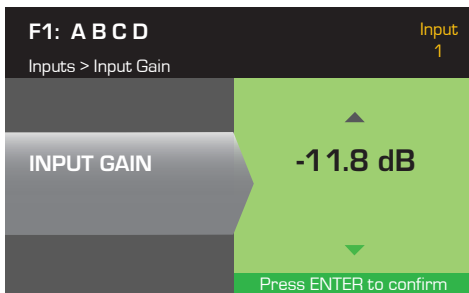 F1: A B C D
Input
1
Inputs > Input Gain
INPUT GAIN
-11.8 dB
Press ENTER to confirm